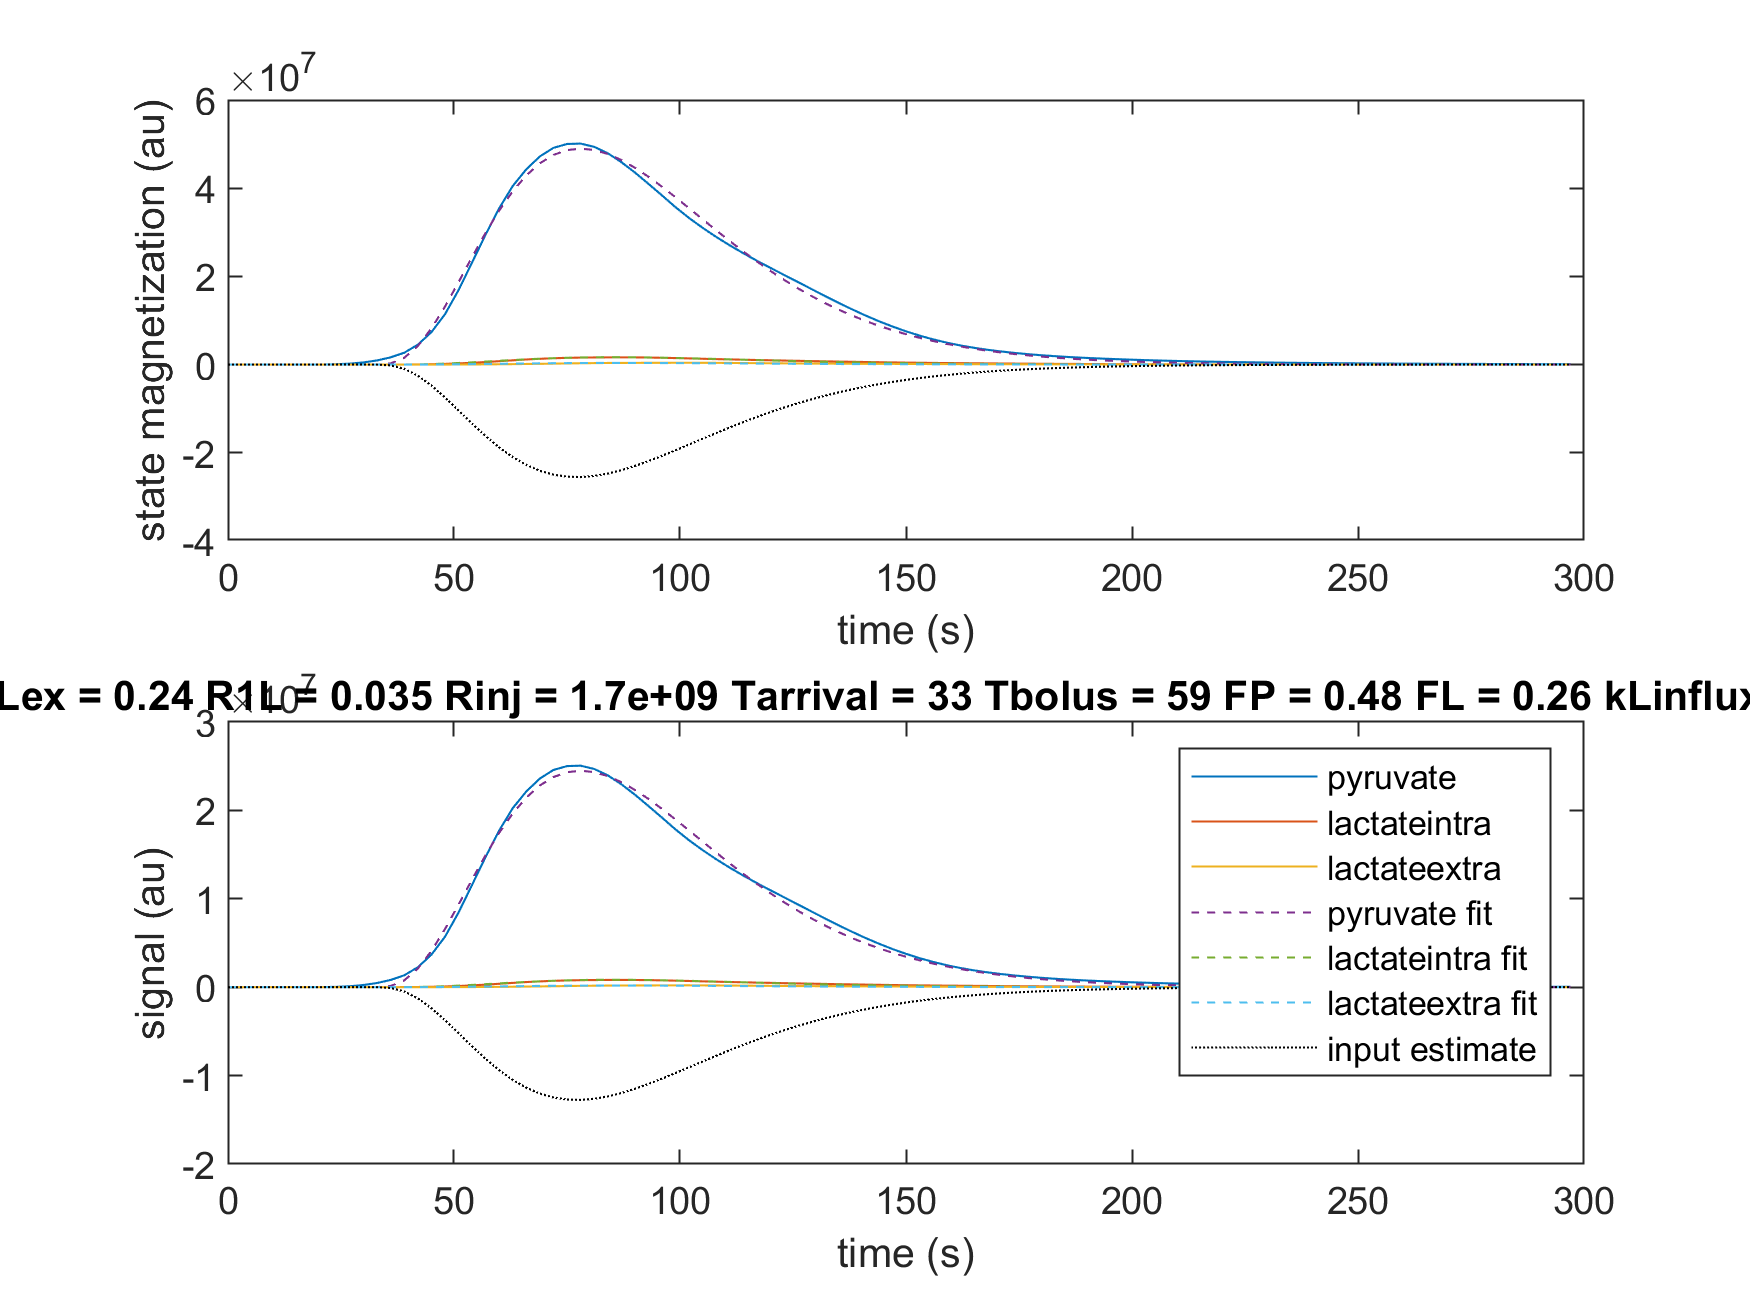 ×10^7
6
4
2
0
-2
-4
state magnetization (au)
0 50 100 150 200 250 300
time (s)
Lex = 0.24 R1L = 0.035 Rinj = 1.7e+09 Tarrival = 33 Tbolus = 59 FP = 0.48 FL = 0.26 kLinflux
×10^7
3
2
1
0
-1
-2
signal (au)
pyruvate
lactateintra
lactateextra
pyruvate fit
lactateintra fit
lactateextra fit
input estimate
0 50 100 150 200 250 300
time (s)